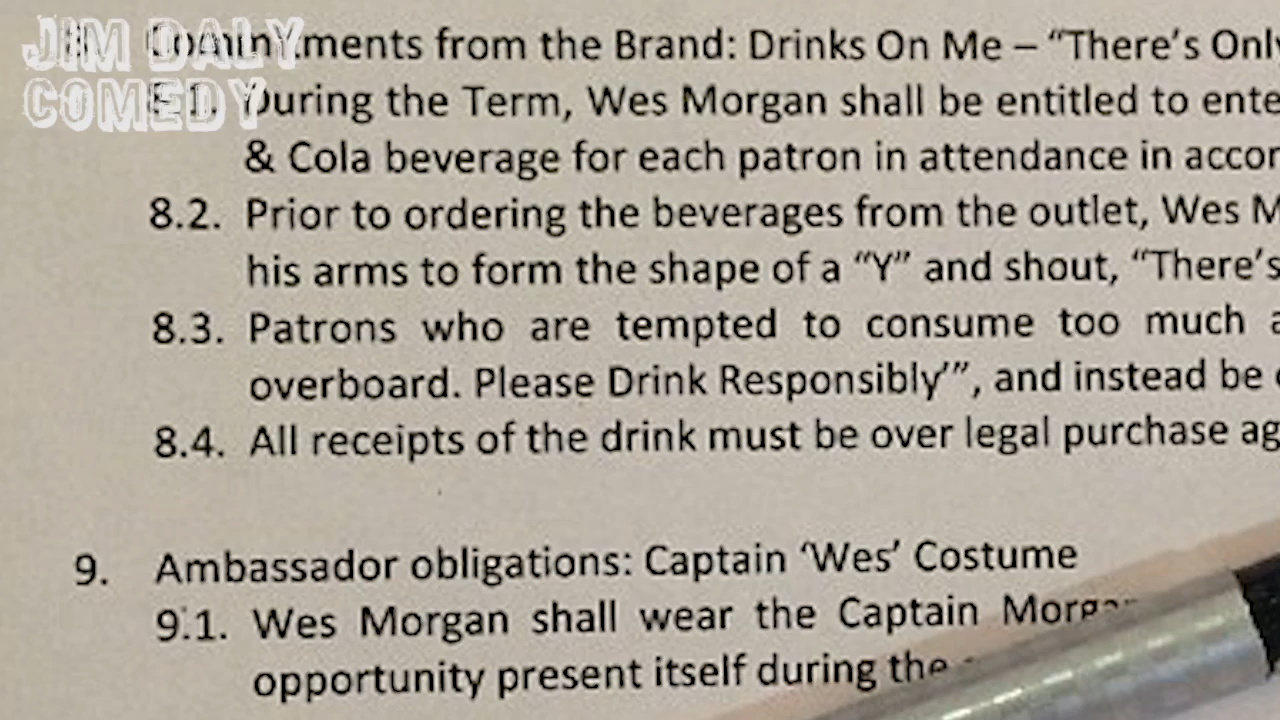 JIM DALY
COMEDY
ments from the Brand: Drinks On Me – “There’s Only
8.1. During the Term, Wes Morgan shall be entitled to ente
& Cola beverage for each patron in attendance in accor
8.2. Prior to ordering the beverages from the outlet, Wes M
his arms to form the shape of a “Y” and shout, “There’s
8.3. Patrons who are tempted to consume too much a
overboard. Please Drink Responsibly’”, and instead be
8.4. All receipts of the drink must be over legal purchase ag
9. Ambassador obligations: Captain ‘Wes’ Costume
9.1. Wes Morgan shall wear the Captain Morgan
opportunity present itself during the